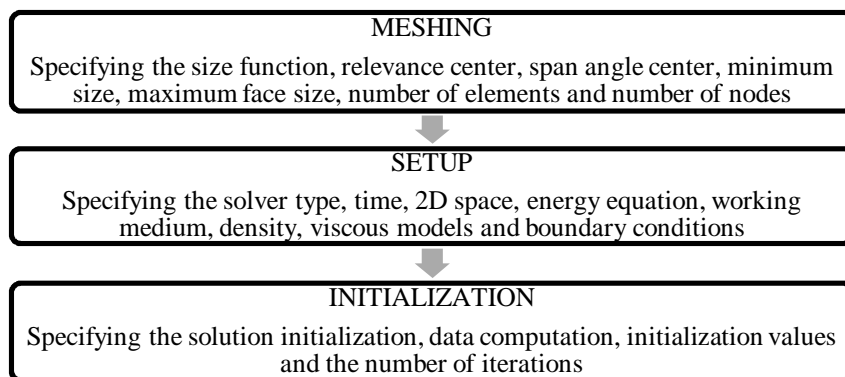 MESHING
Specifying the size function, relevance center, span angle center, minimum
size, maximum face size, number of elements and number of nodes
SETUP
Specifying the solver type, time, 2D space, energy equation, working
medium, density, viscous models and boundary conditions
INITIALIZATION
Specifying the solution initialization, data computation, initialization values
and the number of iterations